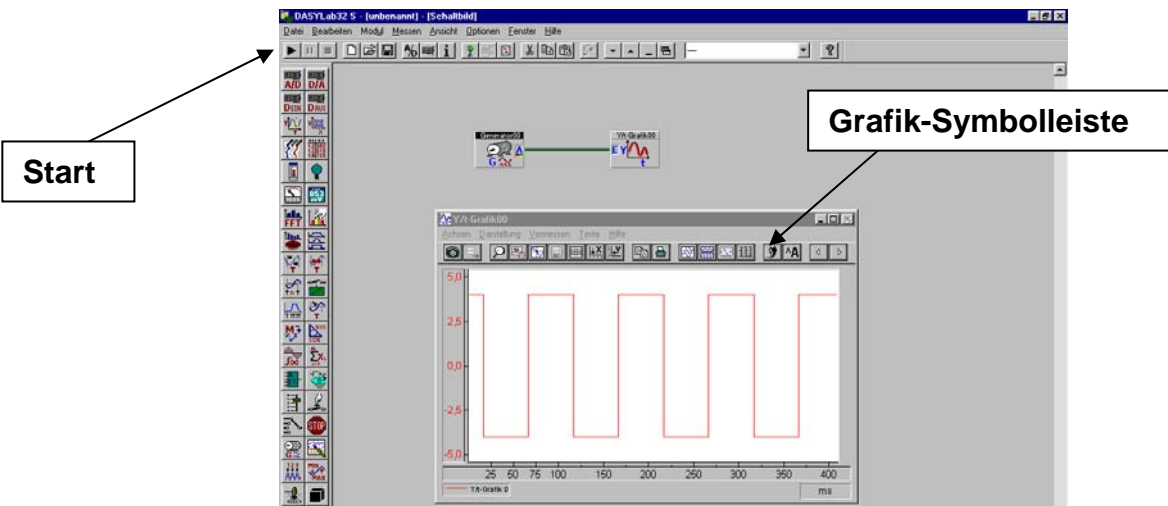 DASYLab32 S - [unbenannt] - [Schaltbild]
Datei Bearbeiten Modul Messen Ansicht Optionen Fenster Hilfe
A/D D/A
Start
Grafik-Symbolleiste
Generator00
G A
Y/t-Grafik00
E Y t
FFT
STOP
Y/t-Grafik00
Achsen Darstellung Vermessen Texte Hilfe
5,0
2,5
0,0
-2,5
-5,0
25 50 75 100 150 200 250 300 350 400
Y/t-Grafik 0
ms